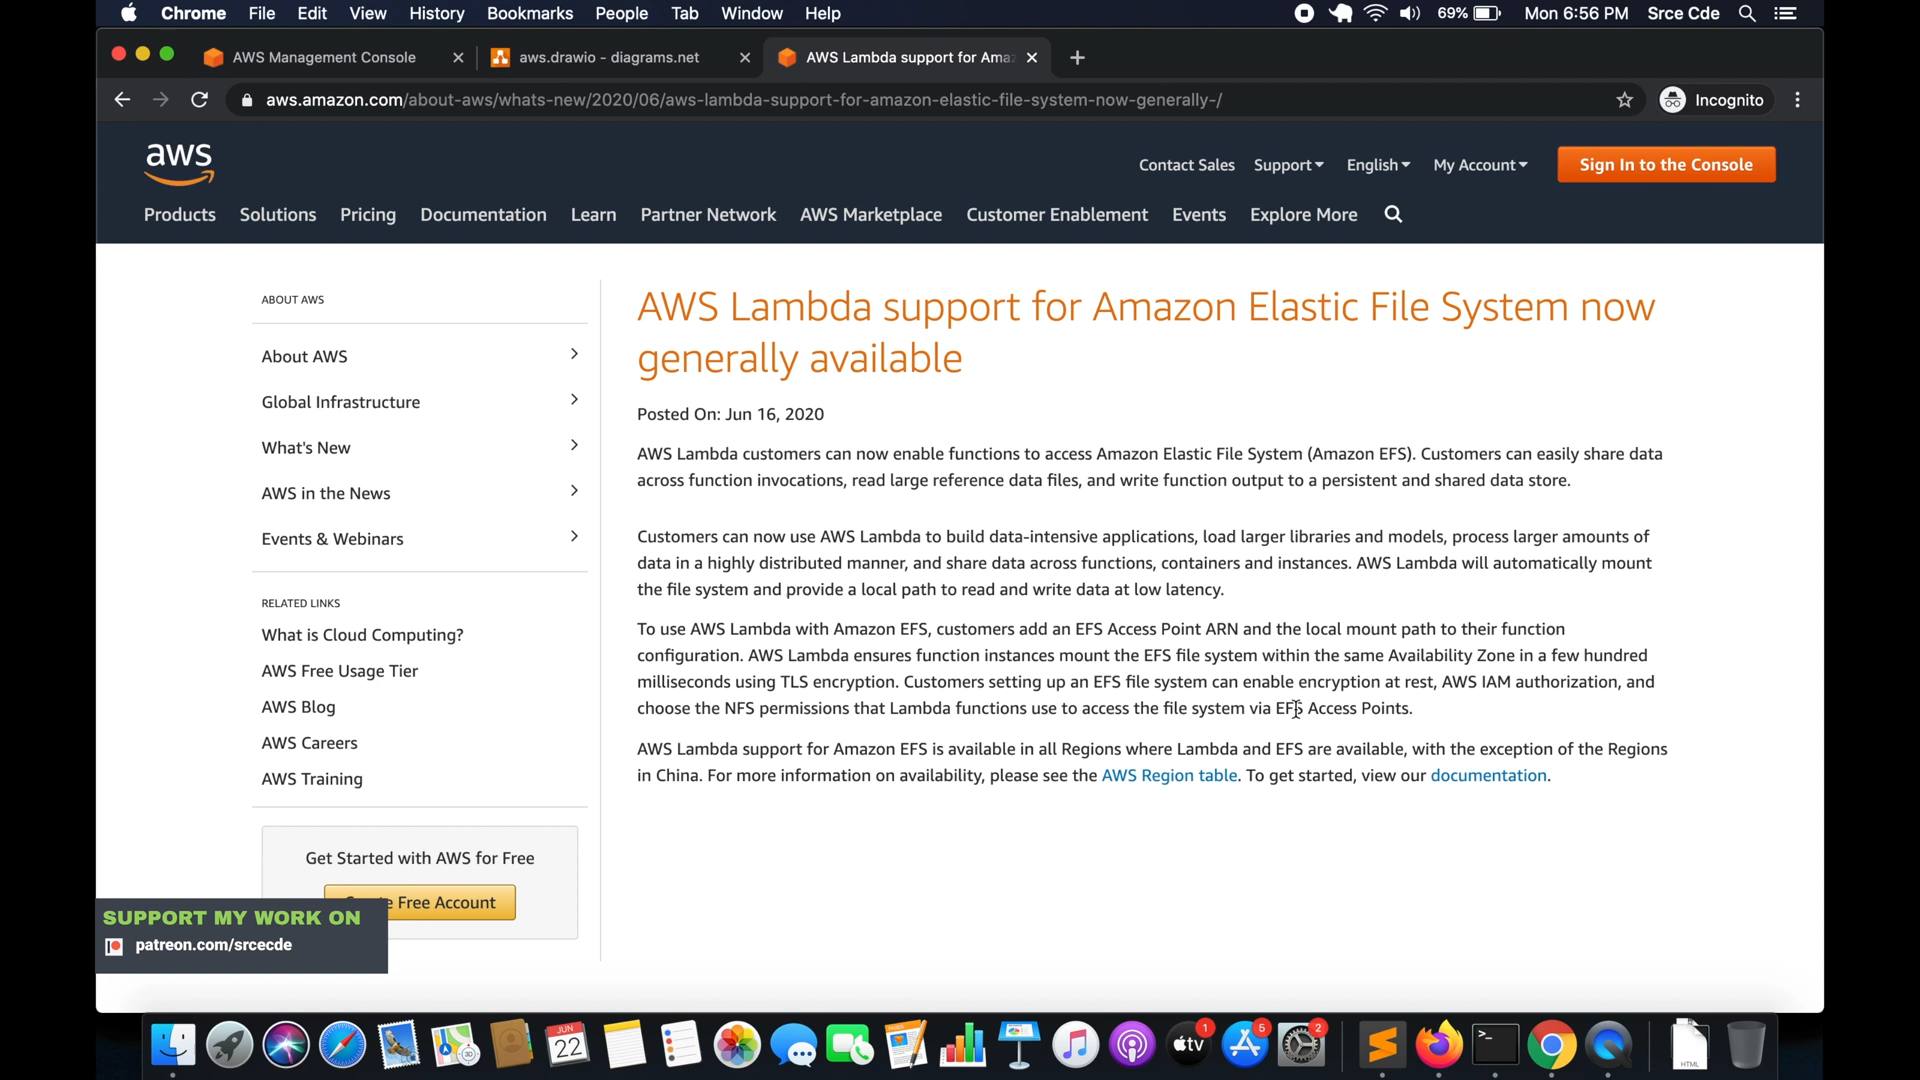 Chrome File Edit View History Bookmarks People Tab Window Help 69% Mon 6:56 PM Srce Cde
AWS Management Console aws.drawio - diagrams.net AWS Lambda support for Ama
aws.amazon.com/about-aws/whats-new/2020/06/aws-lambda-support-for-amazon-elastic-file-system-now-generally-/ Incognito
aws Contact Sales Support English My Account Sign In to the Console
Products Solutions Pricing Documentation Learn Partner Network AWS Marketplace Customer Enablement Events Explore More
ABOUT AWS
About AWS
Global Infrastructure
What's New
AWS in the News
Events & Webinars
RELATED LINKS
What is Cloud Computing?
AWS Free Usage Tier
AWS Blog
AWS Careers
AWS Training
Get Started with AWS for Free
Free Account
SUPPORT MY WORK ON
patreon.com/srcecde
AWS Lambda support for Amazon Elastic File System now
generally available
Posted On: Jun 16, 2020
AWS Lambda customers can now enable functions to access Amazon Elastic File System (Amazon EFS). Customers can easily share data
across function invocations, read large reference data files, and write function output to a persistent and shared data store.
Customers can now use AWS Lambda to build data-intensive applications, load larger libraries and models, process larger amounts of
data in a highly distributed manner, and share data across functions, containers and instances. AWS Lambda will automatically mount
the file system and provide a local path to read and write data at low latency.
To use AWS Lambda with Amazon EFS, customers add an EFS Access Point ARN and the local mount path to their function
configuration. AWS Lambda ensures function instances mount the EFS file system within the same Availability Zone in a few hundred
milliseconds using TLS encryption. Customers setting up an EFS file system can enable encryption at rest, AWS IAM authorization, and
choose the NFS permissions that Lambda functions use to access the file system via EFS Access Points.
AWS Lambda support for Amazon EFS is available in all Regions where Lambda and EFS are available, with the exception of the Regions
in China. For more information on availability, please see the AWS Region table. To get started, view our documentation.
JUN
22
tv
1
5
2
HTML